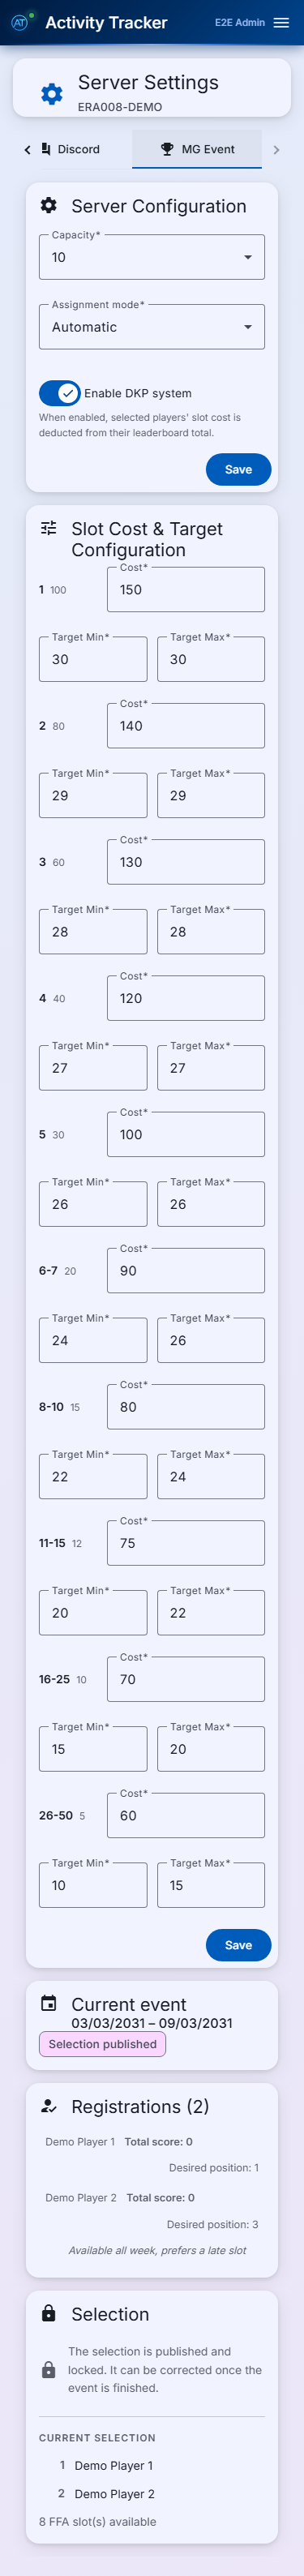 AT Activity Tracker E2E Admin
Server Settings
ERA008-DEMO
Discord MG Event
Server Configuration
Capacity*
10
Assignment mode*
Automatic
Enable DKP system
When enabled, selected players' slot cost is
deducted from their leaderboard total.
Save
Slot Cost & Target
Configuration
Cost*
1 100 150
Target Min* Target Max*
30 30
Cost*
2 80 140
Target Min* Target Max*
29 29
Cost*
3 60 130
Target Min* Target Max*
28 28
Cost*
4 40 120
Target Min* Target Max*
27 27
Cost*
5 30 100
Target Min* Target Max*
26 26
Cost*
6-7 20 90
Target Min* Target Max*
24 26
Cost*
8-10 15 80
Target Min* Target Max*
22 24
Cost*
11-15 12 75
Target Min* Target Max*
20 22
Cost*
16-25 10 70
Target Min* Target Max*
15 20
Cost*
26-50 5 60
Target Min* Target Max*
10 15
Save
Current event
03/03/2031 – 09/03/2031
Selection published
Registrations (2)
Demo Player 1 Total score: 0
Desired position: 1
Demo Player 2 Total score: 0
Desired position: 3
Available all week, prefers a late slot
Selection
The selection is published and
locked. It can be corrected once the
event is finished.
CURRENT SELECTION
1 Demo Player 1
2 Demo Player 2
8 FFA slot(s) available